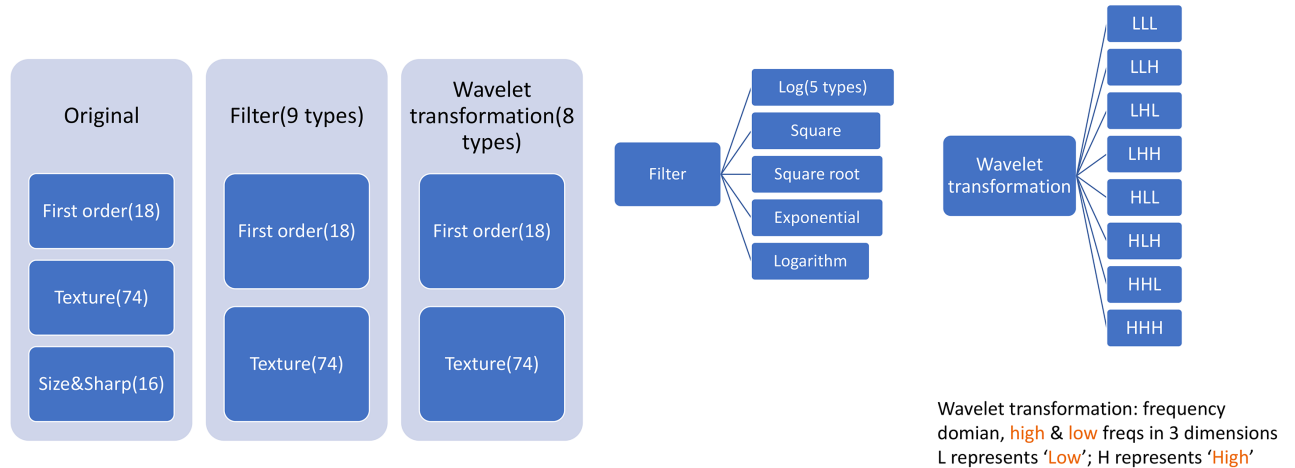 Original
First order(18)
Texture(74)
Size&Sharp(16)
Filter(9 types)
First order(18)
Texture(74)
Wavelet
transformation(8
types)
First order(18)
Texture(74)
Filter
Log(5 types)
Square
Square root
Exponential
Logarithm
Wavelet
transformation
LLL
LLH
LHL
LHH
HLL
HLH
HHL
HHH
Wavelet transformation: frequency
domian, high & low freqs in 3 dimensions
L represents ‘Low’; H represents ‘High’